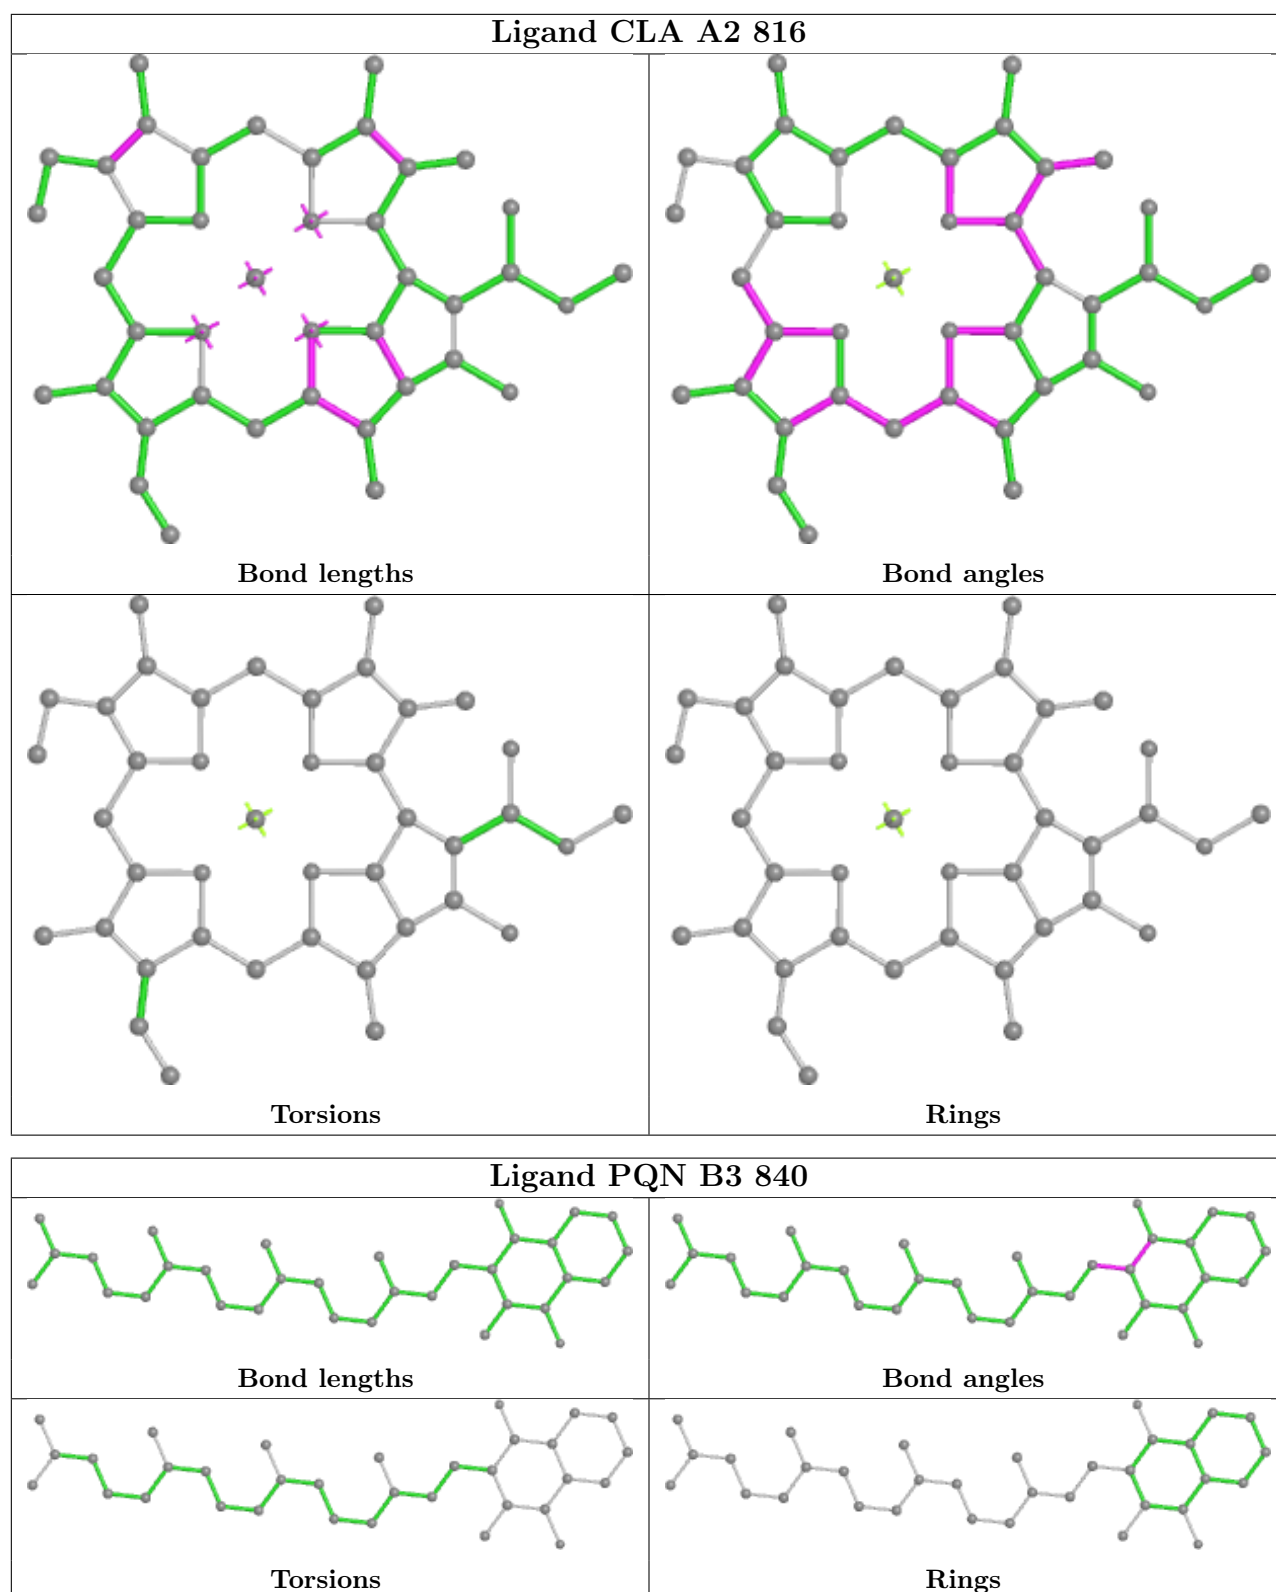 Ligand CLA A2 816
Bond lengths
Bond angles
Torsions
Rings
Ligand PQN B3 840
Bond lengths
Bond angles
Torsions
Rings